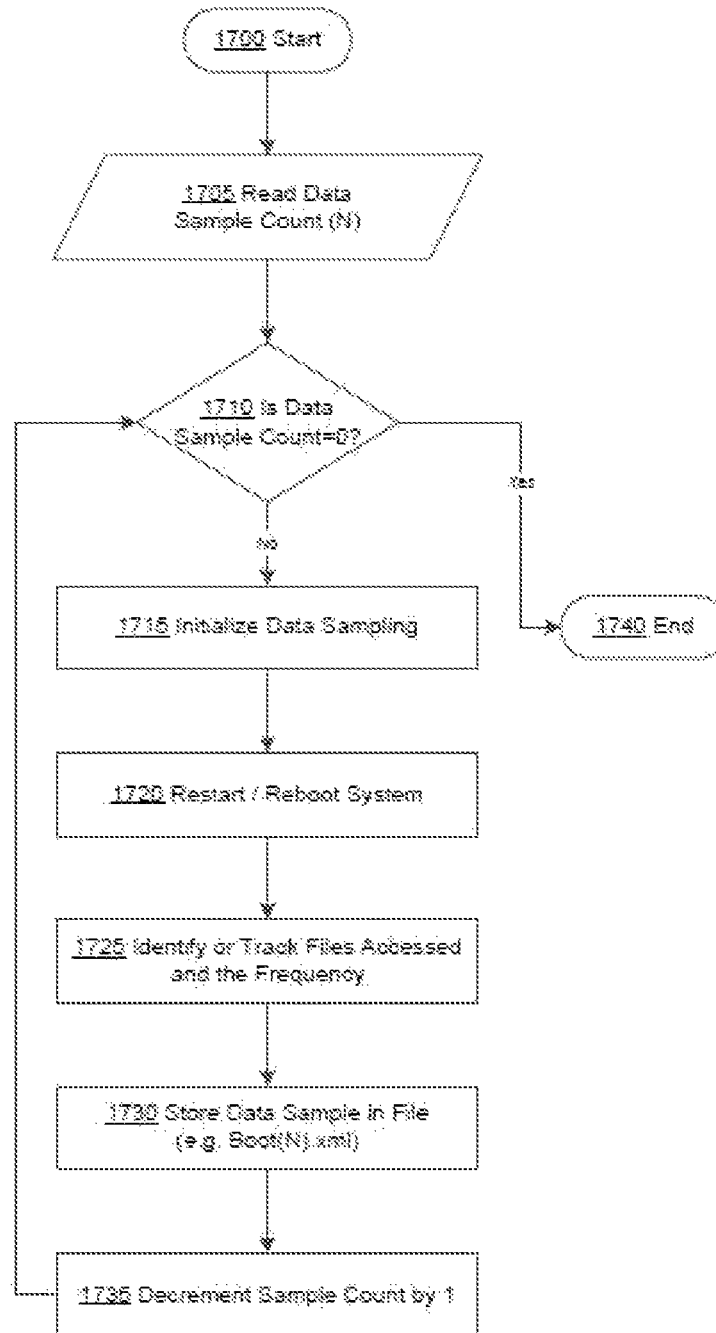 1700 Start
1705 Read Data
Sample Count (N)
1710 Is Data
Sample Count=0?
Yes
No
1715 Initialize Data Sampling
1740 End
1720 Restart / Reboot System
1725 Identify or Track Files Accessed
and the Frequency
1730 Store Data Sample in File
(e.g. Boot(N).xml)
1735 Decrement Sample Count by 1